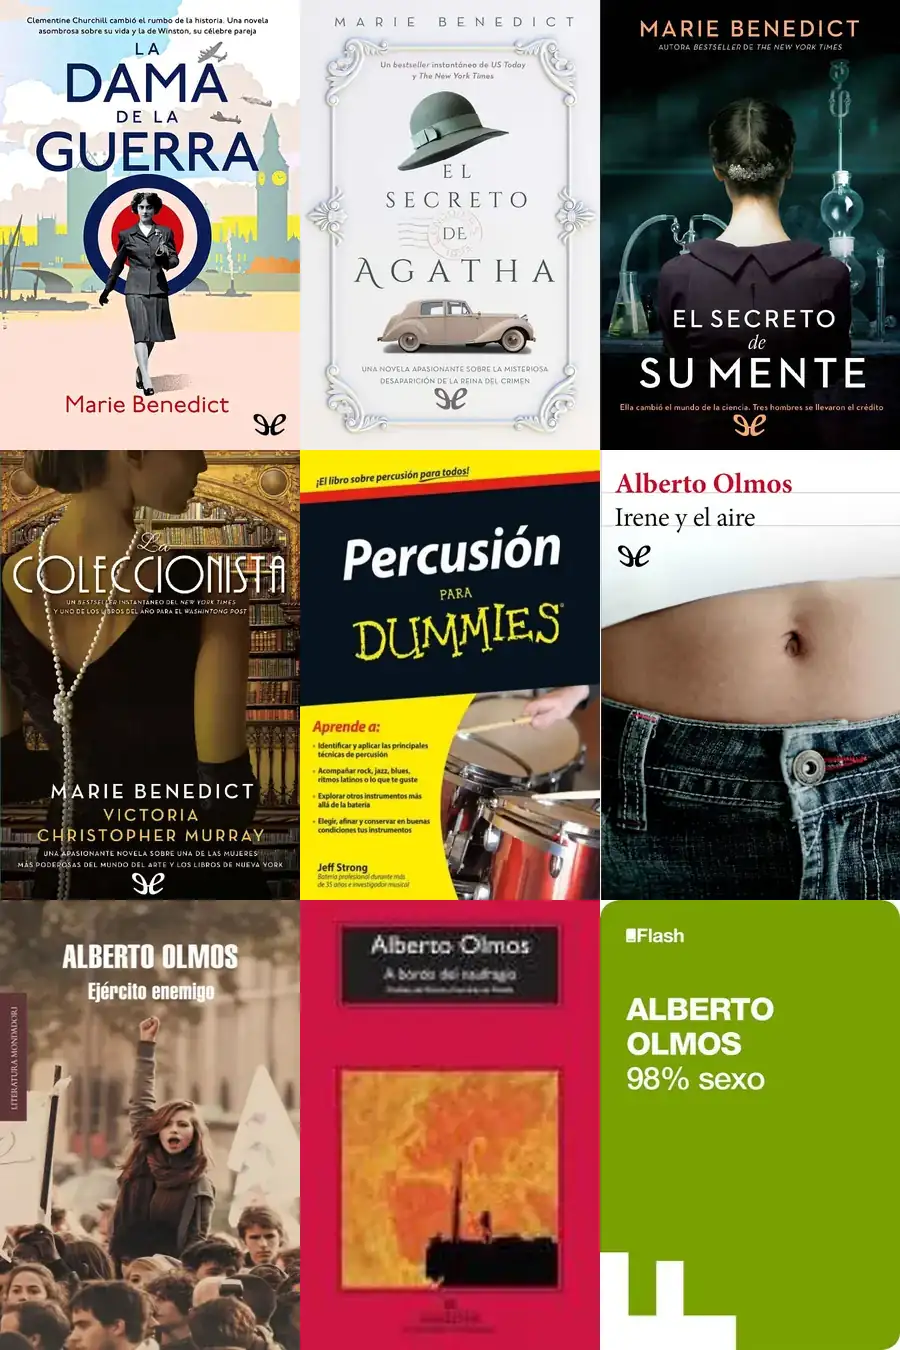 Clementine Churchill cambió el rumbo de la historia. Una novela
asombrosa sobre su vida y la de Winston, su célebre pareja
LA
DAMA
DE LA
GUERRA
Marie Benedict
MARIE BENEDICT
Un bestseller instantáneo de US Today
y The New York Times
EL
SECRETO
DE
AGATHA
UNA NOVELA APASIONANTE SOBRE LA MISTERIOSA
DESAPARICIÓN DE LA REINA DEL CRIMEN
MARIE BENEDICT
AUTORA BESTSELLER DE THE NEW YORK TIMES
EL SECRETO
de
SU MENTE
Ella cambió el mundo de la ciencia. Tres hombres se llevaron el crédito
La
COLECCIONISTA
UN BESTSELLER INSTANTÁNEO DEL NEW YORK TIMES
Y UNO DE LOS LIBROS DEL AÑO PARA EL WASHINTONG POST
MARIE BENEDICT
VICTORIA
CHRISTOPHER MURRAY
UNA APASIONANTE NOVELA SOBRE UNA DE LAS MUJERES
MÁS PODEROSAS DEL MUNDO DEL ARTE Y LOS LIBROS DE NUEVA YORK
¡El libro sobre percusión para todos!
Percusión
PARA
DUMMIES
Aprende a:
• Identificar y aplicar las principales
técnicas de percusión
• Acompañar rock, jazz, blues,
ritmos latinos o lo que te guste
• Explorar otros instrumentos más
allá de la batería
• Elegir, afinar y conservar en buenas
condiciones tus instrumentos
Jeff Strong
Batería profesional durante más
de 35 años e investigador musical
Alberto Olmos
Irene y el aire
ALBERTO OLMOS
Ejército enemigo
LITERATURA MONDADORI
Alberto Olmos
A bordo del naufragio
Flash
ALBERTO
OLMOS
98% sexo